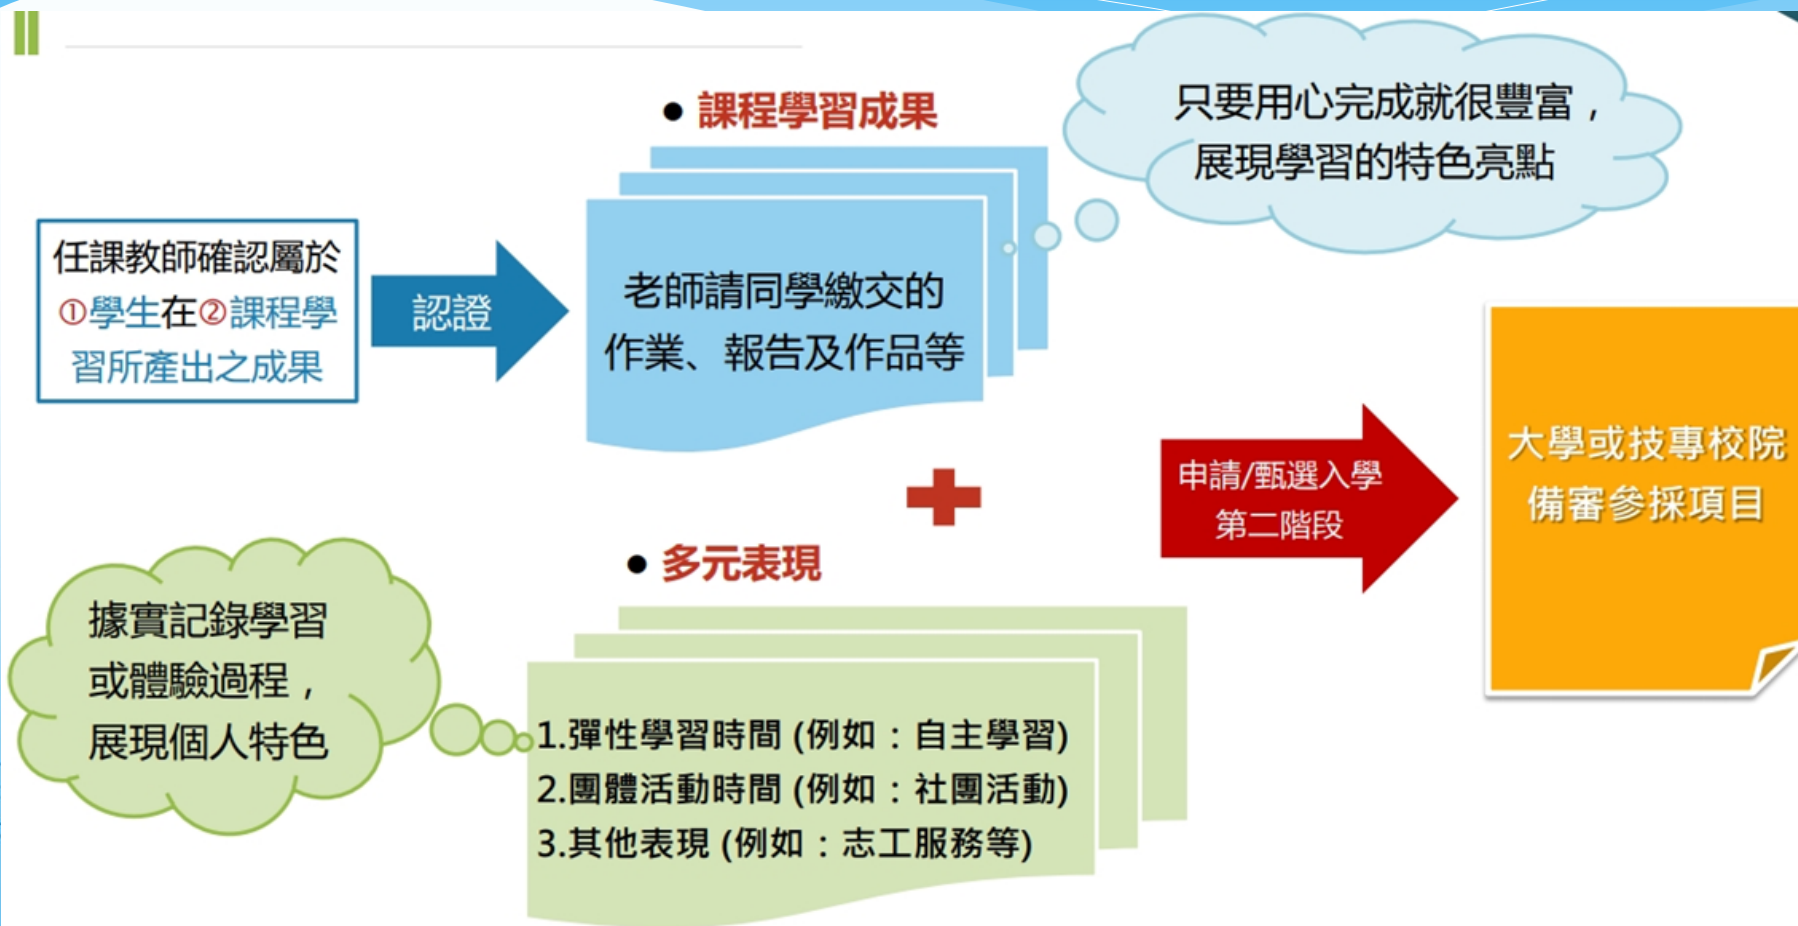 ● 課程學習成果
只要用心完成就很豐富，
展現學習的特色亮點
任課教師確認屬於
①學生在②課程學
習所產出之成果
認證
老師請同學繳交的
作業、報告及作品等
申請/甄選入學
第二階段
大學或技專校院
備審參採項目
● 多元表現
據實記錄學習
或體驗過程，
展現個人特色
1.彈性學習時間 (例如：自主學習)
2.團體活動時間 (例如：社團活動)
3.其他表現 (例如：志工服務等)